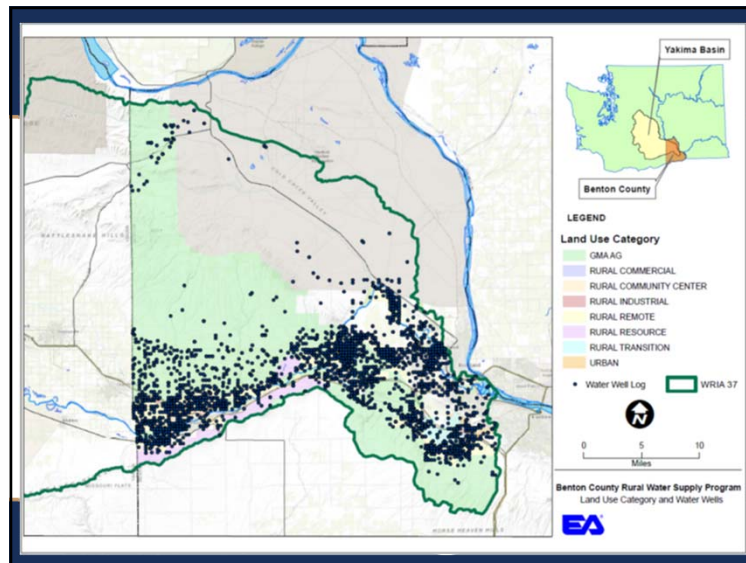 Yakima Basin
Benton County
LEGEND
Land Use Category
GMA AG
RURAL COMMERCIAL
RURAL COMMUNITY CENTER
RURAL INDUSTRIAL
RURAL REMOTE
RURAL RESOURCE
RURAL TRANSITION
URBAN
Water Well Log
WRIA 37
N
0 5 10
Miles
Benton County Rural Water Supply Program
Land Use Category and Water Wells
EA
COLD CREEK VALLEY
RATTLESNAKE HILLS
HORSE HEAVEN HILLS